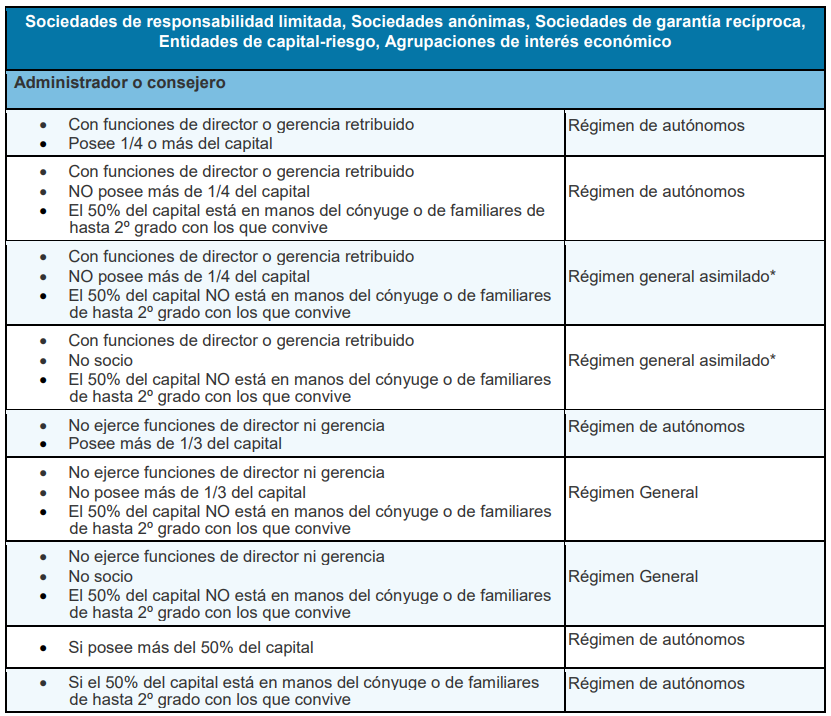 Sociedades de responsabilidad limitada, Sociedades anónimas, Sociedades de garantía recíproca,
Entidades de capital-riesgo, Agrupaciones de interés económico
Administrador o consejero
• Con funciones de director o gerencia retribuido
• Posee 1/4 o más del capital
Régimen de autónomos
• Con funciones de director o gerencia retribuido
• NO posee más de 1/4 del capital
• El 50% del capital está en manos del cónyuge o de familiares de
hasta 2º grado con los que convive
Régimen de autónomos
• Con funciones de director o gerencia retribuido
• NO posee más de 1/4 del capital
• El 50% del capital NO está en manos del cónyuge o de familiares
de hasta 2º grado con los que convive
Régimen general asimilado*
• Con funciones de director o gerencia retribuido
• No socio
• El 50% del capital NO está en manos del cónyuge o de familiares
de hasta 2º grado con los que convive
Régimen general asimilado*
• No ejerce funciones de director ni gerencia
• Posee más de 1/3 del capital
Régimen de autónomos
• No ejerce funciones de director ni gerencia
• No posee más de 1/3 del capital
• El 50% del capital NO está en manos del cónyuge o de familiares
de hasta 2º grado con los que convive
Régimen General
• No ejerce funciones de director ni gerencia
• No socio
• El 50% del capital NO está en manos del cónyuge o de familiares
de hasta 2º grado con los que convive
Régimen General
• Si posee más del 50% del capital
Régimen de autónomos
• Si el 50% del capital está en manos del cónyuge o de familiares
de hasta 2º grado con los que convive
Régimen de autónomos